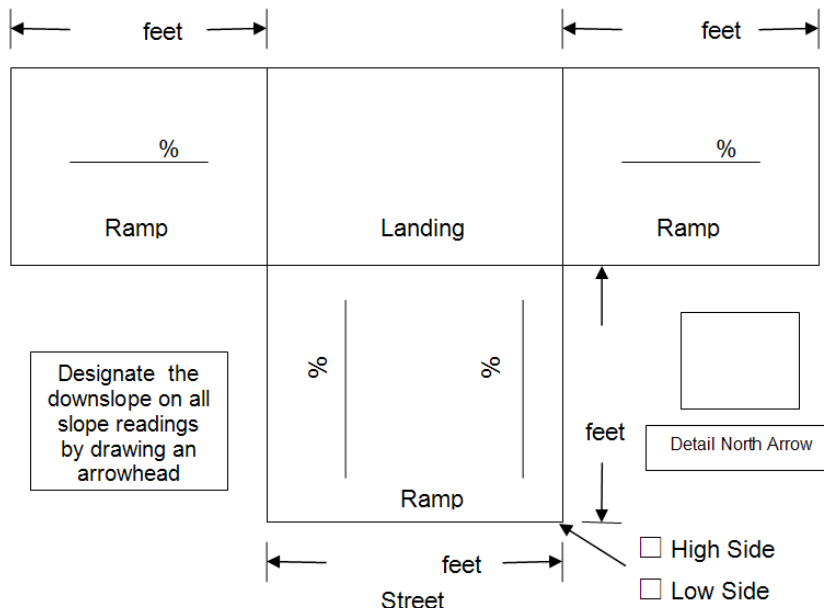 feet
feet
%
%
Ramp
Landing
Ramp
%
%
Designate the
downslope on all
slope readings
by drawing an
arrowhead
feet
Detail North Arrow
Ramp
High Side
feet
Low Side
Street